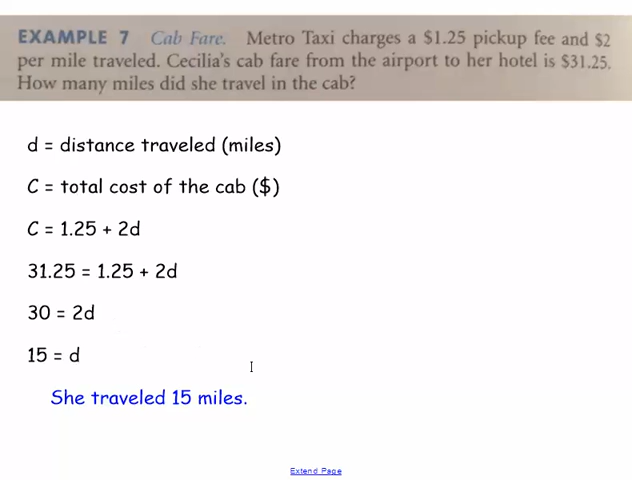 EXAMPLE 7 Cab Fare. Metro Taxi charges a $1.25 pickup fee and $2
per mile traveled. Cecilia's cab fare from the airport to her hotel is $31.25.
How many miles did she travel in the cab?
d = distance traveled (miles)
C = total cost of the cab ($)
C = 1.25 + 2d
31.25 = 1.25 + 2d
30 = 2d
15 = d
She traveled 15 miles.
Extend Page